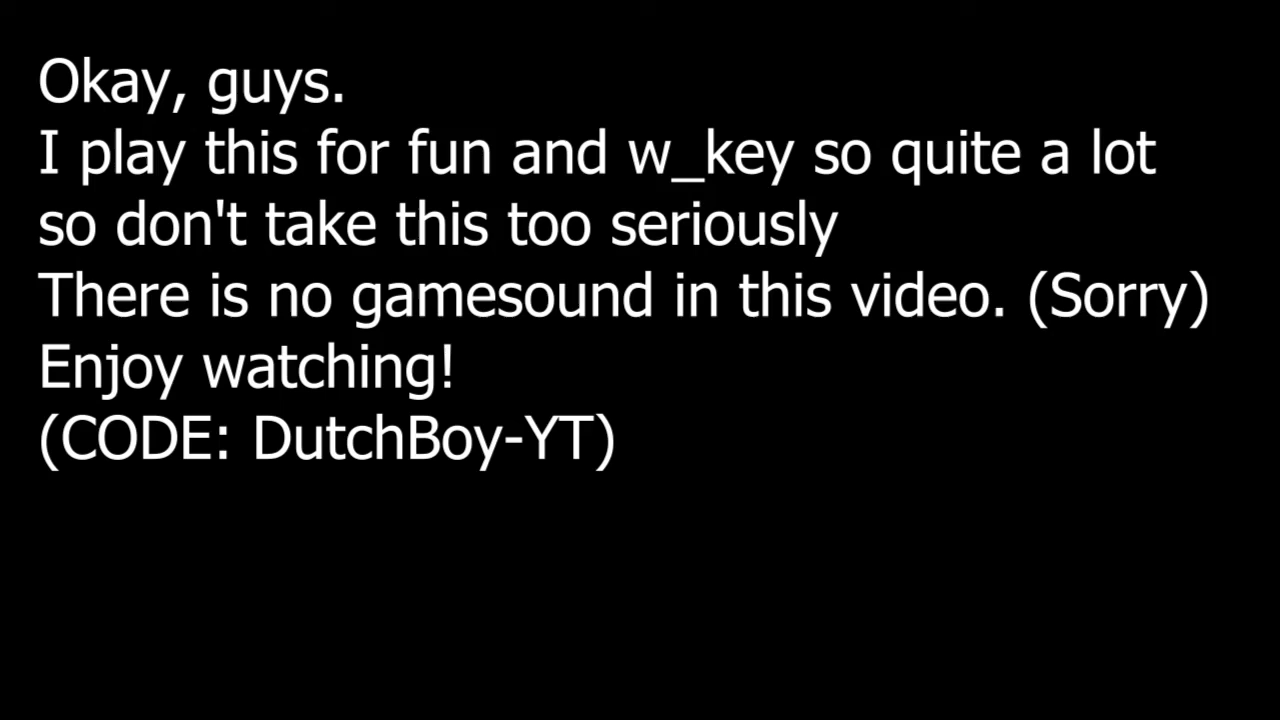 Okay, guys.
I play this for fun and w_key so quite a lot
so don't take this too seriously
There is no gamesound in this video. (Sorry)
Enjoy watching!
(CODE: DutchBoy-YT)